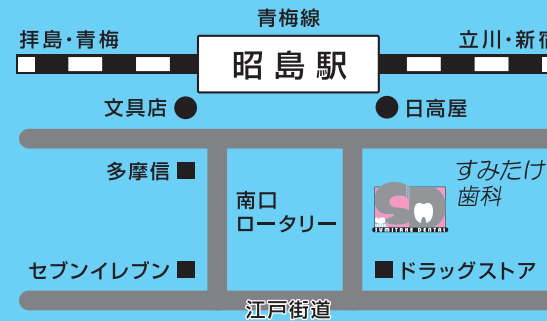 青梅線
拝島・青梅
昭島駅
立川・新宿
文具店
日高屋
多摩信
すみたけ
歯科
南口
ロータリー
SD
SUMITAKE DENTAL
セブンイレブン
ドラッグストア
江戸街道